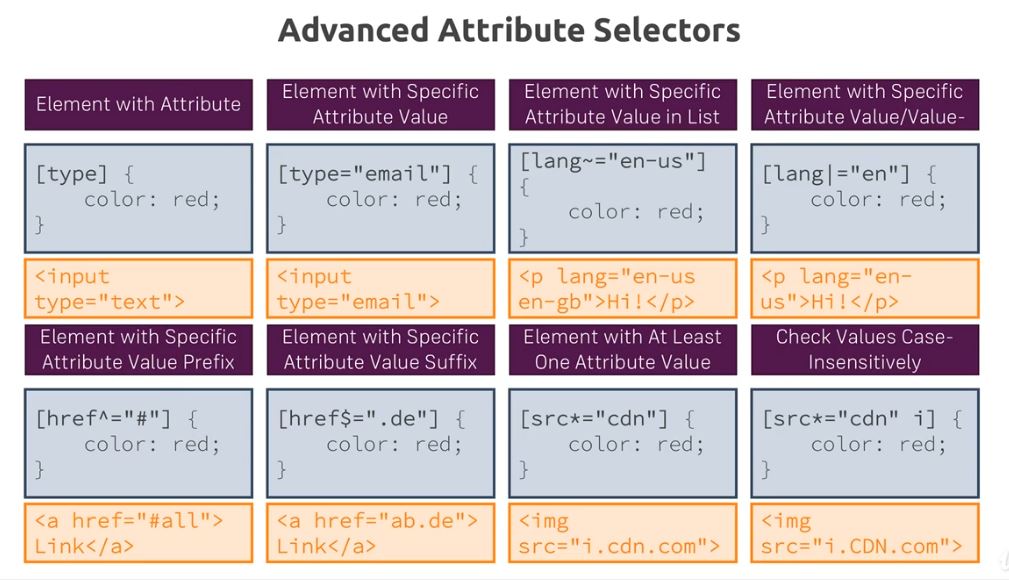 Advanced Attribute Selectors
Element with Attribute
[type] {
    color: red;
}
<input
type="text">
Element with Specific
Attribute Value
[type="email"] {
    color: red;
}
<input
type="email">
Element with Specific
Attribute Value in List
[lang~="en-us"]
{
    color: red;
}
<p lang="en-us
en-gb">Hi!</p>
Element with Specific
Attribute Value/Value-
[lang|="en"] {
    color: red;
}
<p lang="en-
us">Hi!</p>
Element with Specific
Attribute Value Prefix
[href^="#"] {
    color: red;
}
<a href="#all">
Link</a>
Element with Specific
Attribute Value Suffix
[href$=".de"] {
    color: red;
}
<a href="ab.de">
Link</a>
Element with At Least
One Attribute Value
[src*="cdn"] {
    color: red;
}
<img
src="i.cdn.com">
Check Values Case-
Insensitively
[src*="cdn" i] {
    color: red;
}
<img
src="i.CDN.com">